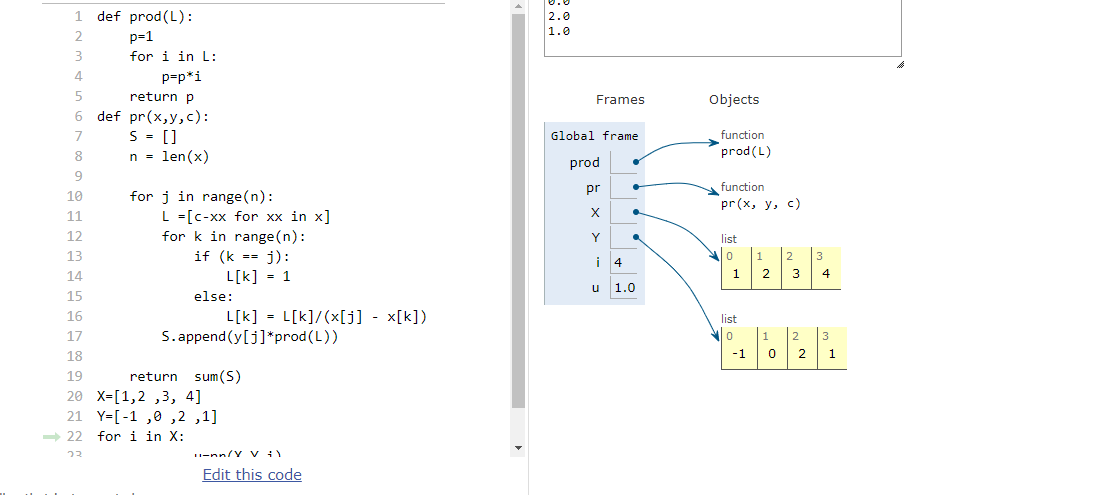 1 def prod(L):
2 p=1
3 for i in L:
4 p=p*i
5 return p
6 def pr(x,y,c):
7 S = []
8 n = len(x)
9
10 for j in range(n):
11 L =[c-xx for xx in x]
12 for k in range(n):
13 if (k == j):
14 L[k] = 1
15 else:
16 L[k] = L[k]/(x[j] - x[k])
17 S.append(y[j]*prod(L))
18
19 return  sum(S)
20 X=[1,2 ,3, 4]
21 Y=[-1 ,0 ,2 ,1]
22 for i in X:
23 u=pr(X,Y,i)
Edit this code
0.0
2.0
1.0
Frames
Objects
Global frame
prod
pr
X
Y
i 4
u 1.0
function
prod(L)
function
pr(x, y, c)
list
0 1 2 3
1 2 3 4
list
0 1 2 3
-1 0 2 1